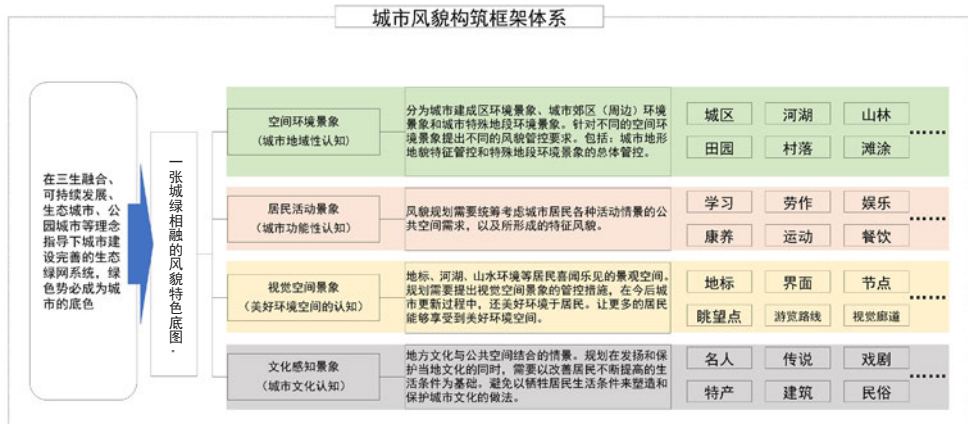 城市风貌构筑框架体系
在三生融合、
可持续发展、
生态城市、公
园城市等理念
指导下城市建
设完善的生态
绿网系统，绿
色势必成为城
市的底色
一张城绿相融的风貌特色底图.
空间环境景象
（城市地域性认知）
分为城市建成区环境景象、城市郊区（周边）环境
景象和城市特殊地段环境景象。针对不同的空间环
境景象提出不同的风貌管控要求。包括：城市地形
地貌特征管控和特殊地段环境景象的总体管控。
城区 河湖 山林
田园 村落 滩涂 ······
居民活动景象
（城市功能性认知）
风貌规划需要统筹考虑城市居民各种活动情景的公
共空间需求，以及所形成的特征风貌。
学习 劳作 娱乐
康养 运动 餐饮 ······
视觉空间景象
（美好环境空间的认知）
地标、河湖、山水环境等居民喜闻乐见的景观空间。
规划需要提出视觉空间景象的管控措施，在今后城
市更新过程中，还美好环境于居民。让更多的居民
能够享受到美好环境空间。
地标 界面 节点
眺望点 游览路线 视觉廊道 ······
文化感知景象
（城市文化认知）
地方文化与公共空间结合的情景。规划在发扬和保
护当地文化的同时，需要以改善居民不断提高的生
活条件为基础。避免以牺牲居民生活条件来塑造和
保护城市文化的做法。
名人 传说 戏剧
特产 建筑 民俗 ······